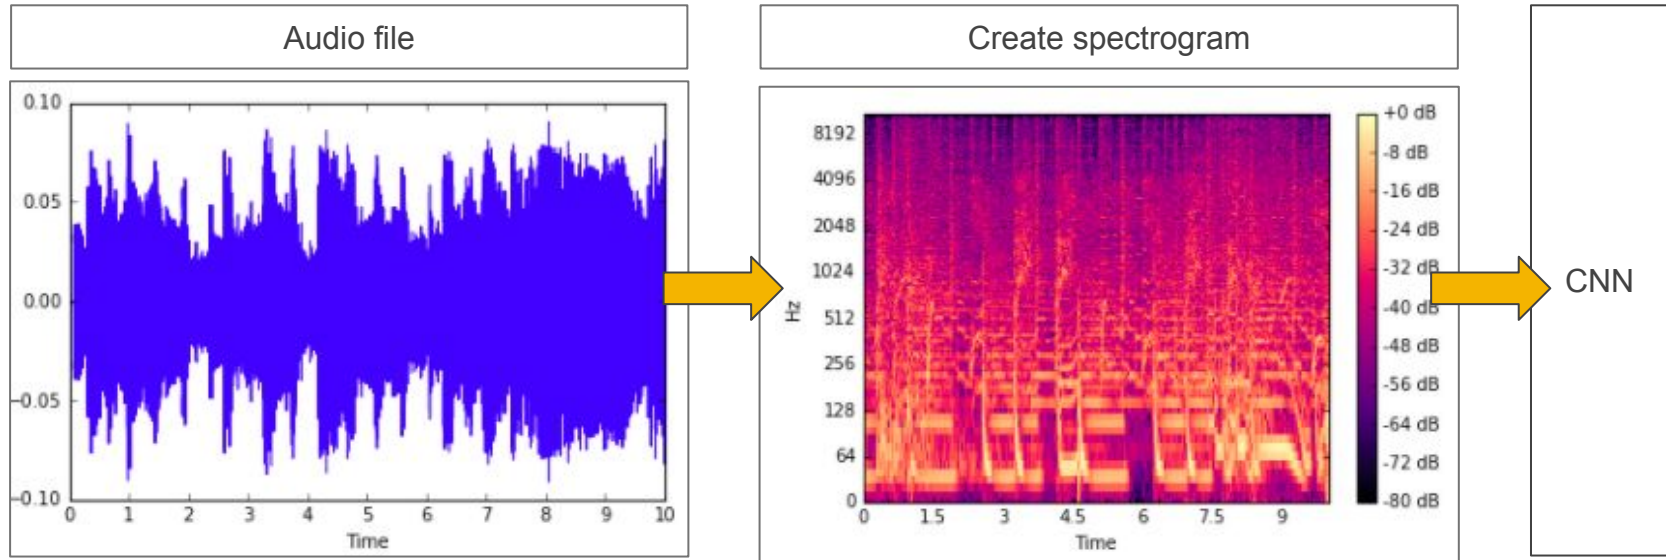 Audio file
0.10
0.05
0.00
−0.05
−0.10
0 1 2 3 4 5 6 7 8 9 10
Time
Create spectrogram
8192
4096
2048
1024
512
256
128
64
0
Hz
0 1.5 3 4.5 6 7.5 9
Time
+0 dB
-8 dB
-16 dB
-24 dB
-32 dB
-40 dB
-48 dB
-56 dB
-64 dB
-72 dB
-80 dB
CNN